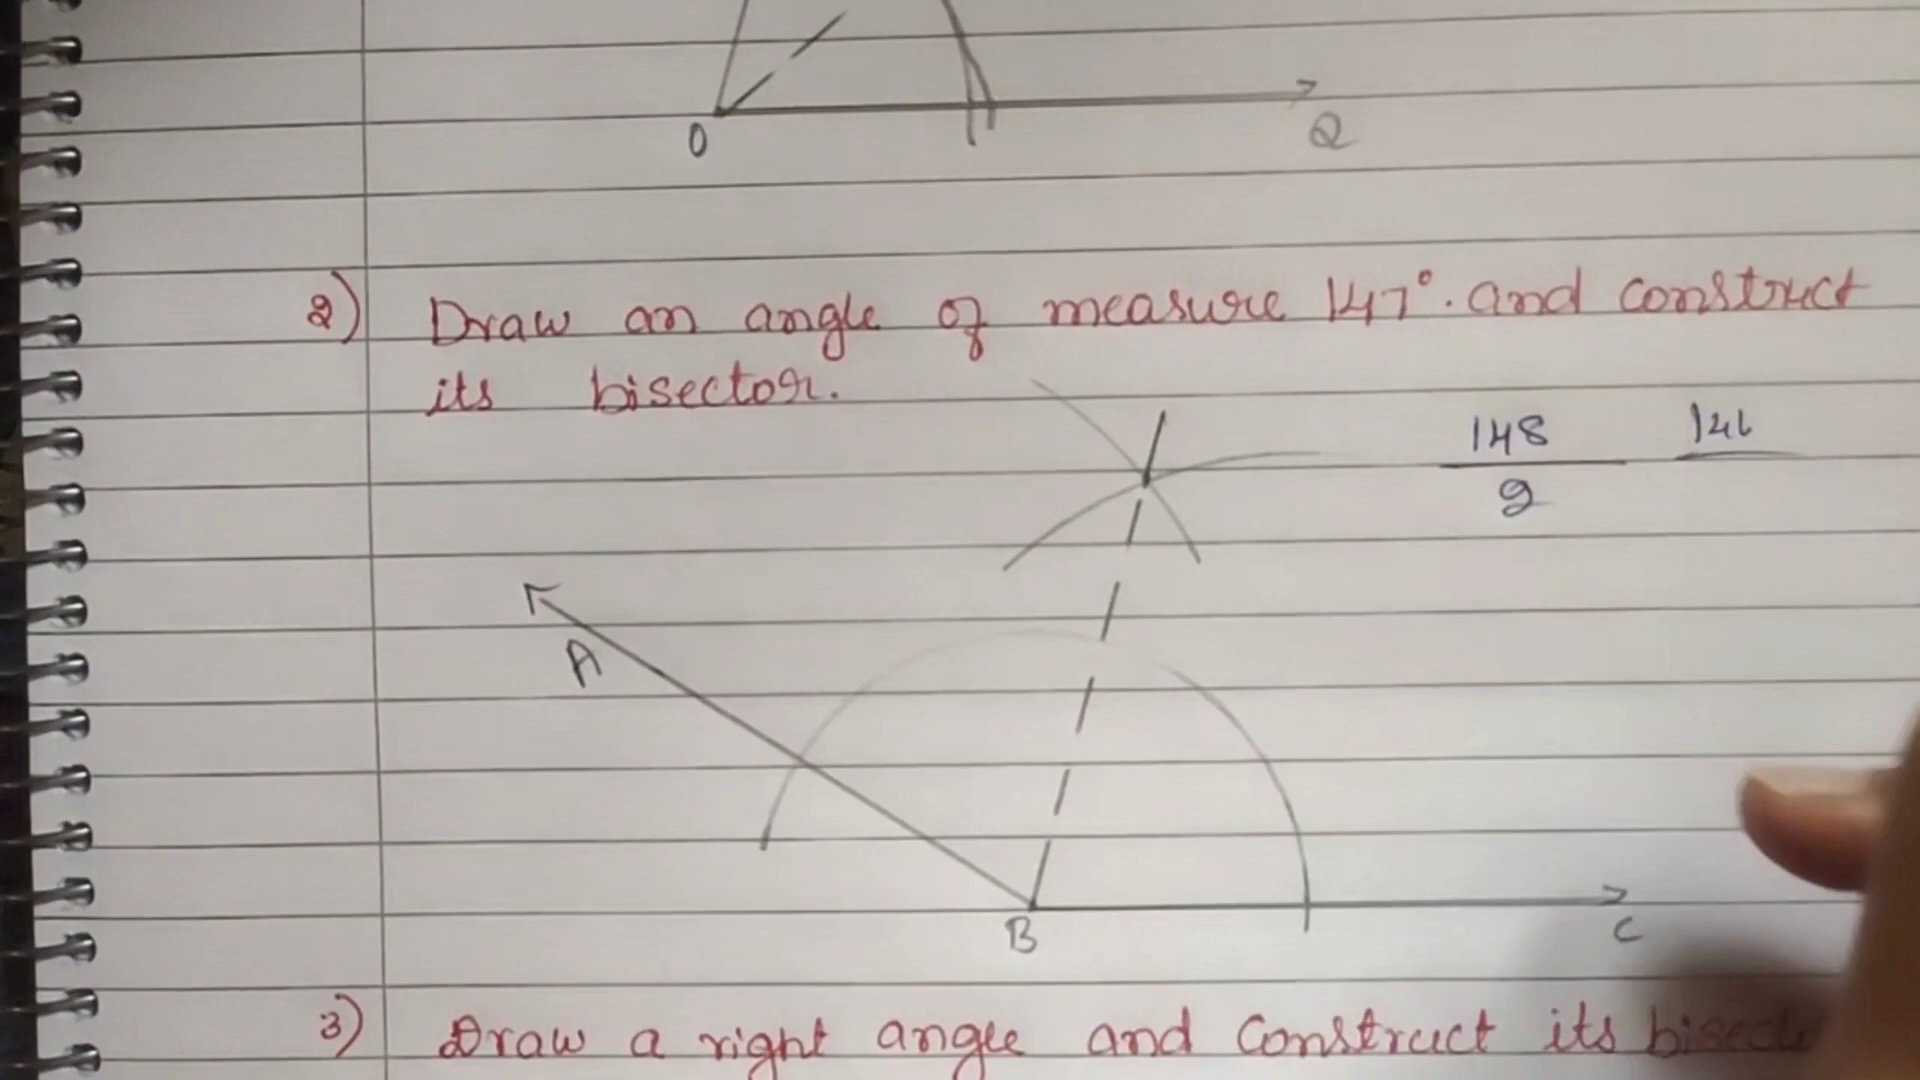 O
Q
2) Draw an angle of measure 147°. and construct
its bisector.
148
2
A
B
C
3) Draw a right angle and construct its